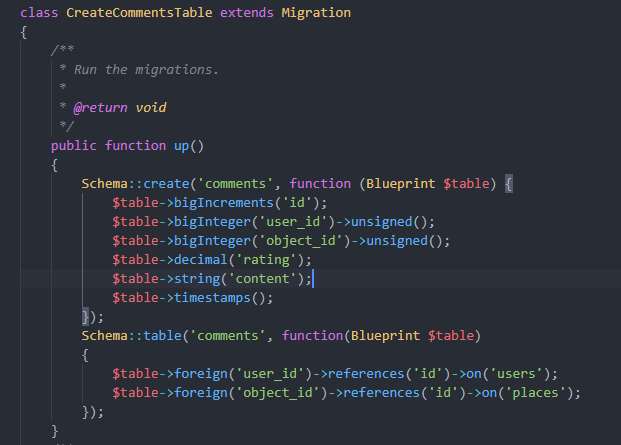 class CreateCommentsTable extends Migration
{
    /**
     * Run the migrations.
     *
     * @return void
     */
    public function up()
    {
        Schema::create('comments', function (Blueprint $table) {
            $table->bigIncrements('id');
            $table->bigInteger('user_id')->unsigned();
            $table->bigInteger('object_id')->unsigned();
            $table->decimal('rating');
            $table->string('content');
            $table->timestamps();
        });
        Schema::table('comments', function(Blueprint $table)
        {
            $table->foreign('user_id')->references('id')->on('users');
            $table->foreign('object_id')->references('id')->on('places');
        });
    }